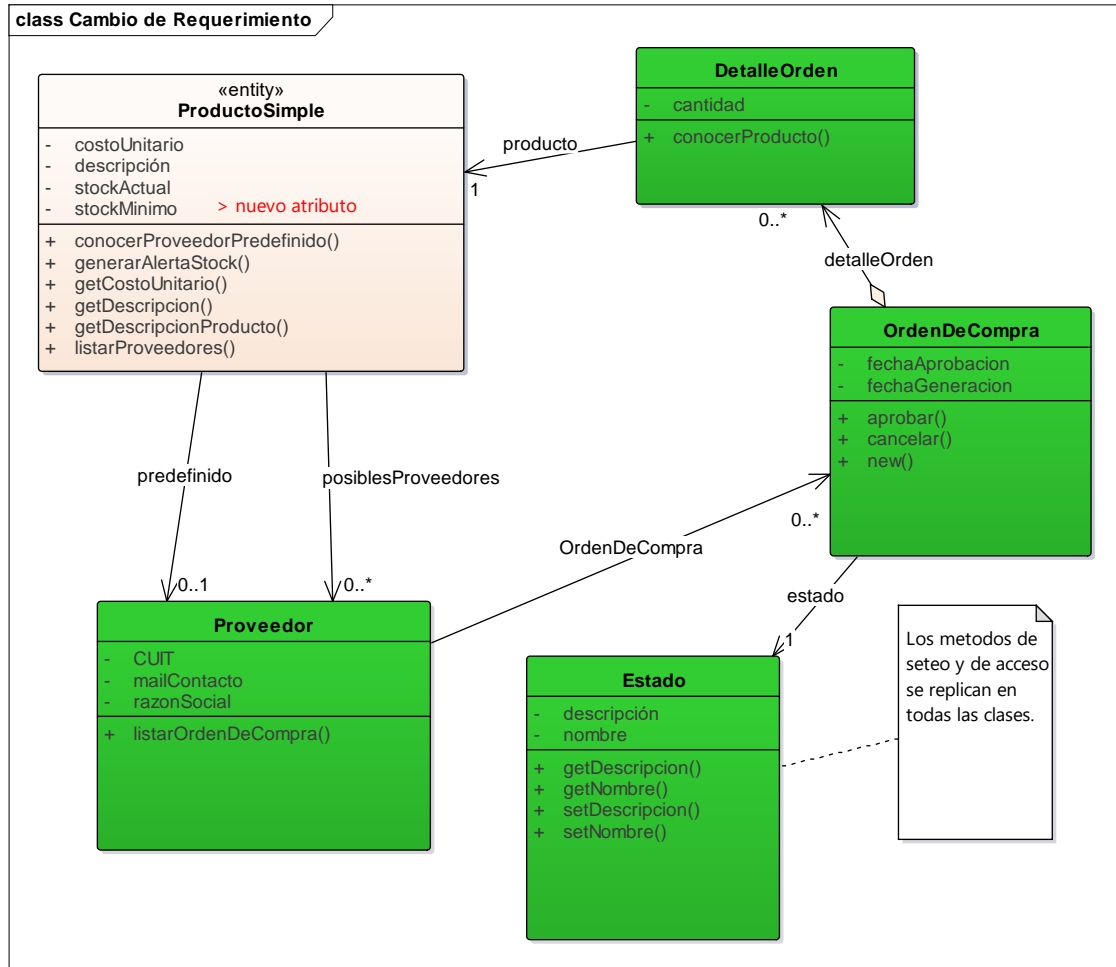 class Cambio de Requerimiento
«entity»
ProductoSimple
- costoUnitario
- descripción
- stockActual
- stockMinimo > nuevo atributo
+ conocerProveedorPredefinido()
+ generarAlertaStock()
+ getCostoUnitario()
+ getDescripcion()
+ getDescripcionProducto()
+ listarProveedores()
DetalleOrden
- cantidad
+ conocerProducto()
producto
1
0..*
detalleOrden
OrdenDeCompra
- fechaAprobacion
- fechaGeneracion
+ aprobar()
+ cancelar()
+ new()
predefinido
posiblesProveedores
0..1
0..*
OrdenDeCompra
0..*
estado
1
Proveedor
- CUIT
- mailContacto
- razonSocial
+ listarOrdenDeCompra()
Estado
- descripción
- nombre
+ getDescripcion()
+ getNombre()
+ setDescripcion()
+ setNombre()
Los metodos de
seteo y de acceso
se replican en
todas las clases.